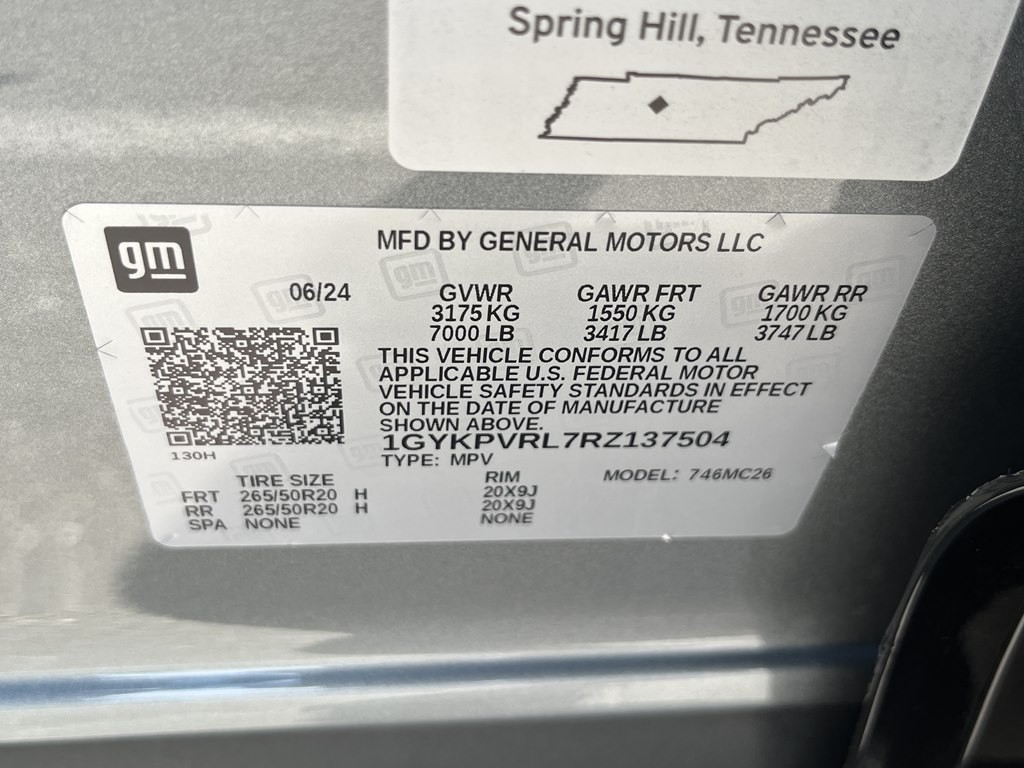 Spring Hill, Tennessee
gm
MFD BY GENERAL MOTORS LLC
06/24
GVWR GAWR FRT GAWR RR
3175 KG 1550 KG 1700 KG
7000 LB 3417 LB 3747 LB
THIS VEHICLE CONFORMS TO ALL
APPLICABLE U.S. FEDERAL MOTOR
VEHICLE SAFETY STANDARDS IN EFFECT
ON THE DATE OF MANUFACTURE
SHOWN ABOVE.
1GYKPVRL7RZ137504
130H
TYPE: MPV
MODEL: 746MC26
TIRE SIZE RIM
FRT 265/50R20 H 20X9J
RR 265/50R20 H 20X9J
SPA NONE NONE